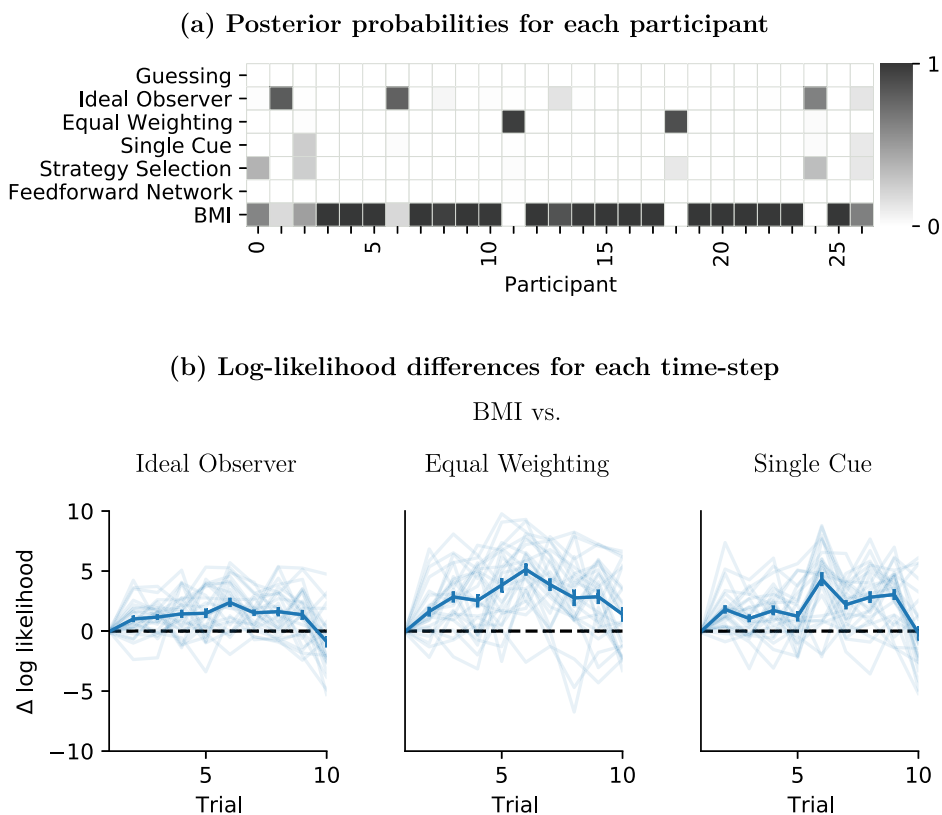 (a) Posterior probabilities for each participant
Guessing
Ideal Observer
Equal Weighting
Single Cue
Strategy Selection
Feedforward Network
BMI
1
0
0
5
10
15
20
25
Participant
(b) Log-likelihood differences for each time-step
BMI vs.
Ideal Observer
Equal Weighting
Single Cue
Δ log likelihood
10
5
0
−5
−10
5
10
5
10
5
10
Trial
Trial
Trial